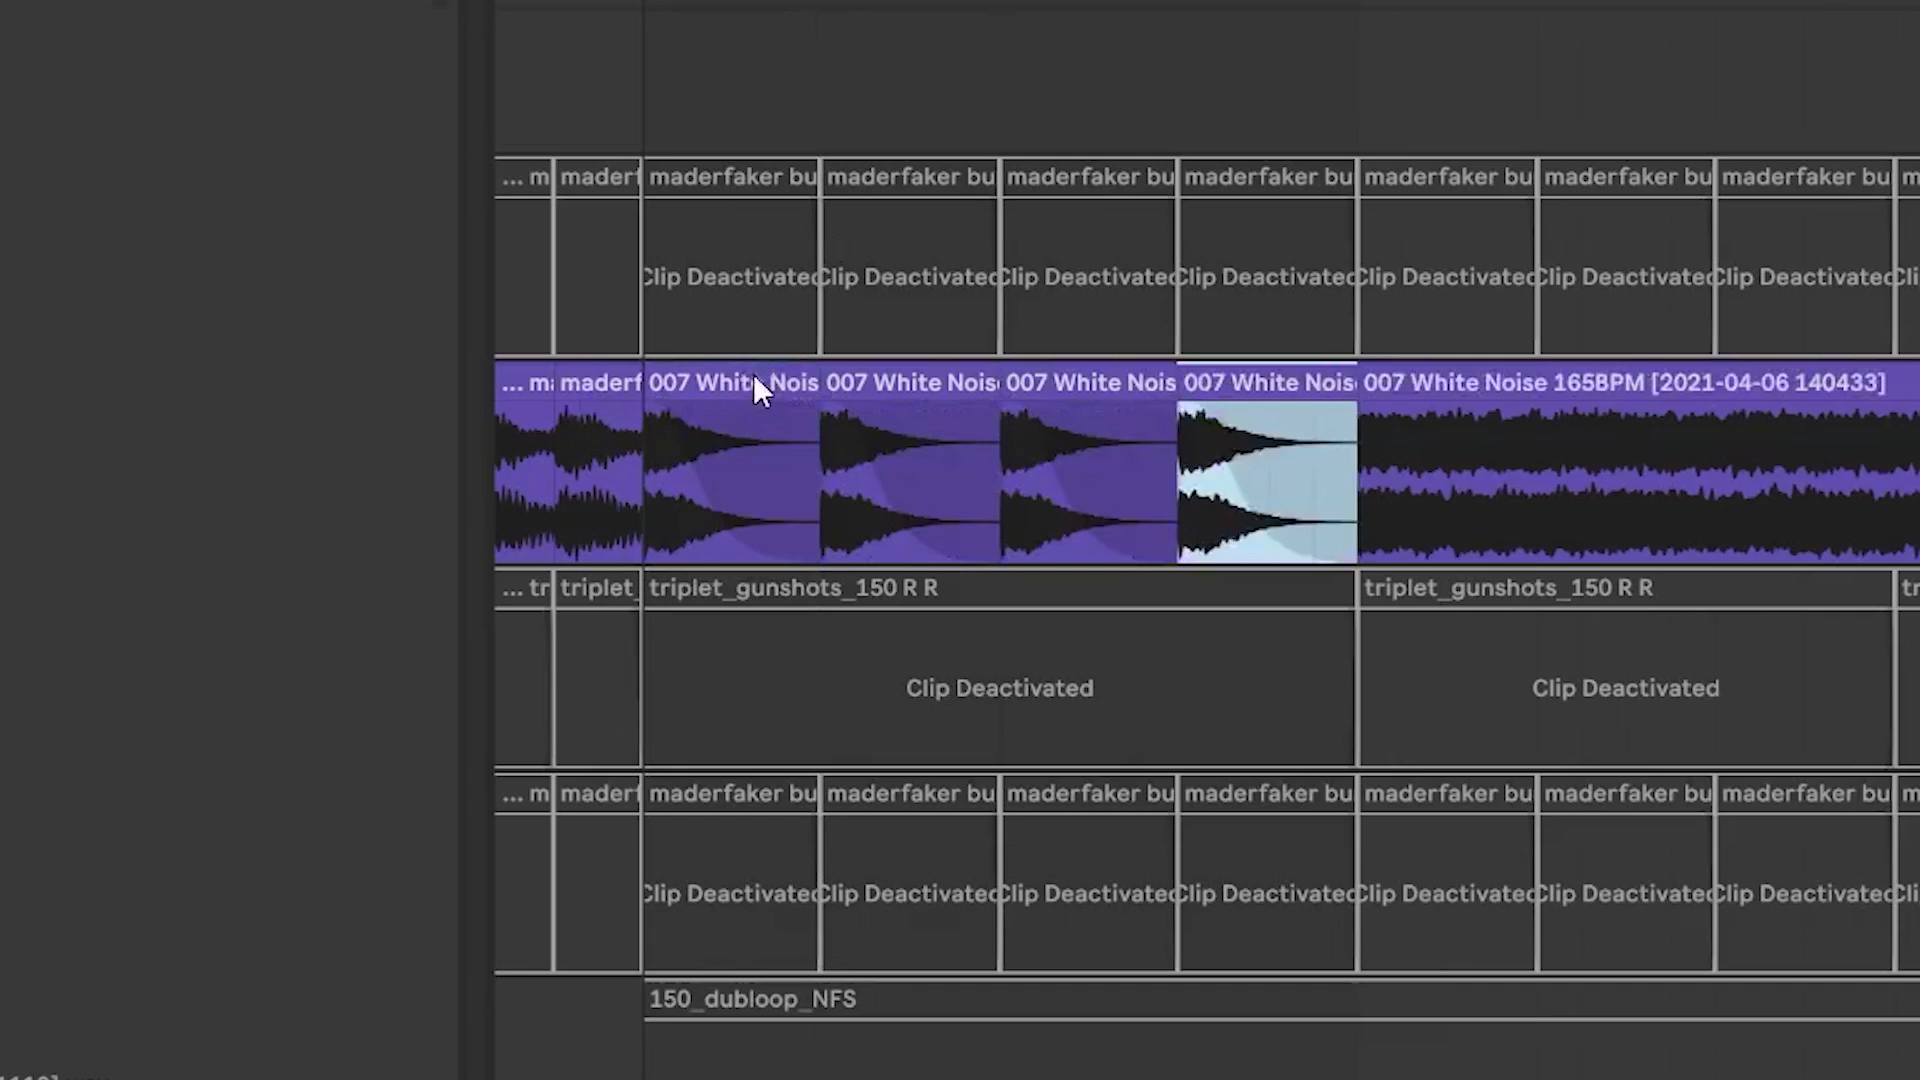 ... m maderf maderfaker bu maderfaker bu maderfaker bu maderfaker bu maderfaker bu maderfaker bu maderfaker bu m
Clip Deactivated Clip Deactivated Clip Deactivated Clip Deactivated Clip Deactivated Clip Deactivated Clip Deactivated Cli
... ma maderf 007 White Nois 007 White Nois 007 White Nois 007 White Nois 007 White Noise 165BPM [2021-04-06 140433]
... tr triplet_ triplet_gunshots_150 R R triplet_gunshots_150 R R tr
Clip Deactivated Clip Deactivated
... m maderf maderfaker bu maderfaker bu maderfaker bu maderfaker bu maderfaker bu maderfaker bu maderfaker bu m
Clip Deactivated Clip Deactivated Clip Deactivated Clip Deactivated Clip Deactivated Clip Deactivated Clip Deactivated Cli
150_dubloop_NFS